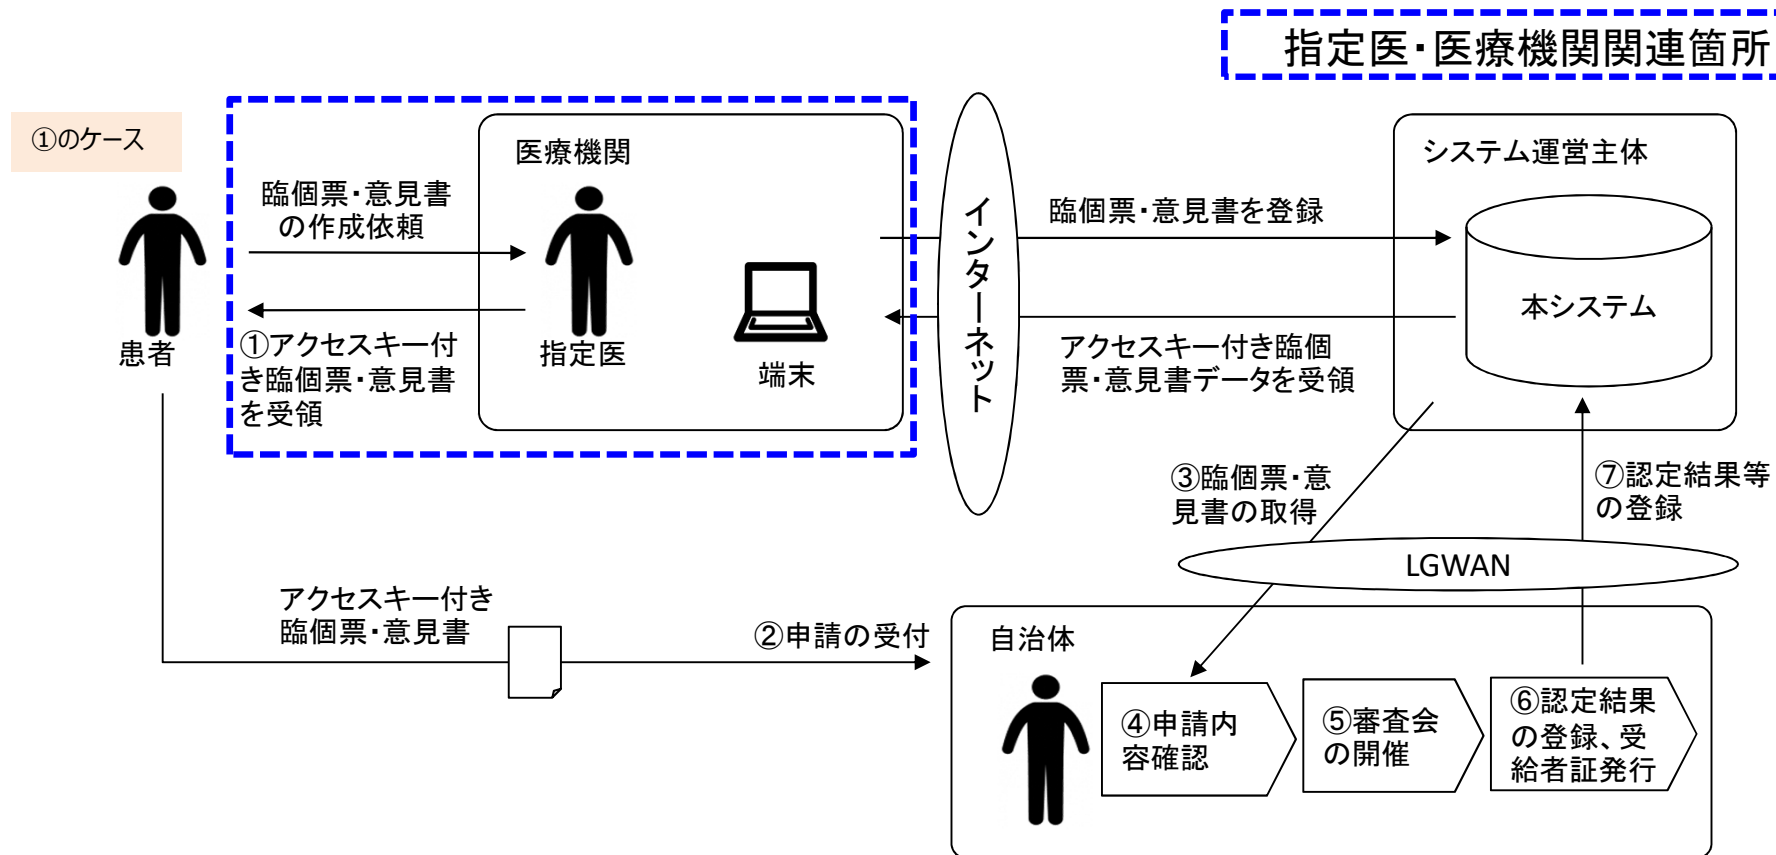 指定医・医療機関関連箇所
①のケース
医療機関
システム運営主体
臨個票・意見書
の作成依頼
インターネット
臨個票・意見書を登録
本システム
患者
指定医
端末
①アクセスキー付
き臨個票・意見書
を受領
アクセスキー付き臨個
票・意見書データを受領
③臨個票・意
見書の取得
⑦認定結果等
の登録
LGWAN
アクセスキー付き
臨個票・意見書
②申請の受付
自治体
④申請内
容確認
⑤審査会
の開催
⑥認定結果
の登録、受
給者証発行